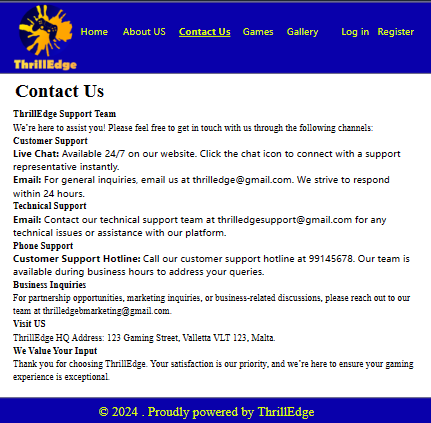 ThrillEdge
Home About US Contact Us Games Gallery Log in Register
Contact Us
ThrillEdge Support Team
We're here to assist you! Please feel free to get in touch with us through the following channels:
Customer Support
Live Chat: Available 24/7 on our website. Click the chat icon to connect with a support
representative instantly.
Email: For general inquiries, email us at thrilledge@gmail.com. We strive to respond
within 24 hours.
Technical Support
Email: Contact our technical support team at thrilledgesupport@gmail.com for any
technical issues or assistance with our platform.
Phone Support
Customer Support Hotline: Call our customer support hotline at 99145678. Our team is
available during business hours to address your queries.
Business Inquiries
For partnership opportunities, marketing inquiries, or business-related discussions, please reach out to our
team at thrilledgebmarketing@gmail.com.
Visit US
ThrillEdge HQ Address: 123 Gaming Street, Valletta VLT 123, Malta.
We Value Your Input
Thank you for choosing ThrillEdge. Your satisfaction is our priority, and we're here to ensure your gaming
experience is exceptional.
© 2024 . Proudly powered by ThrillEdge